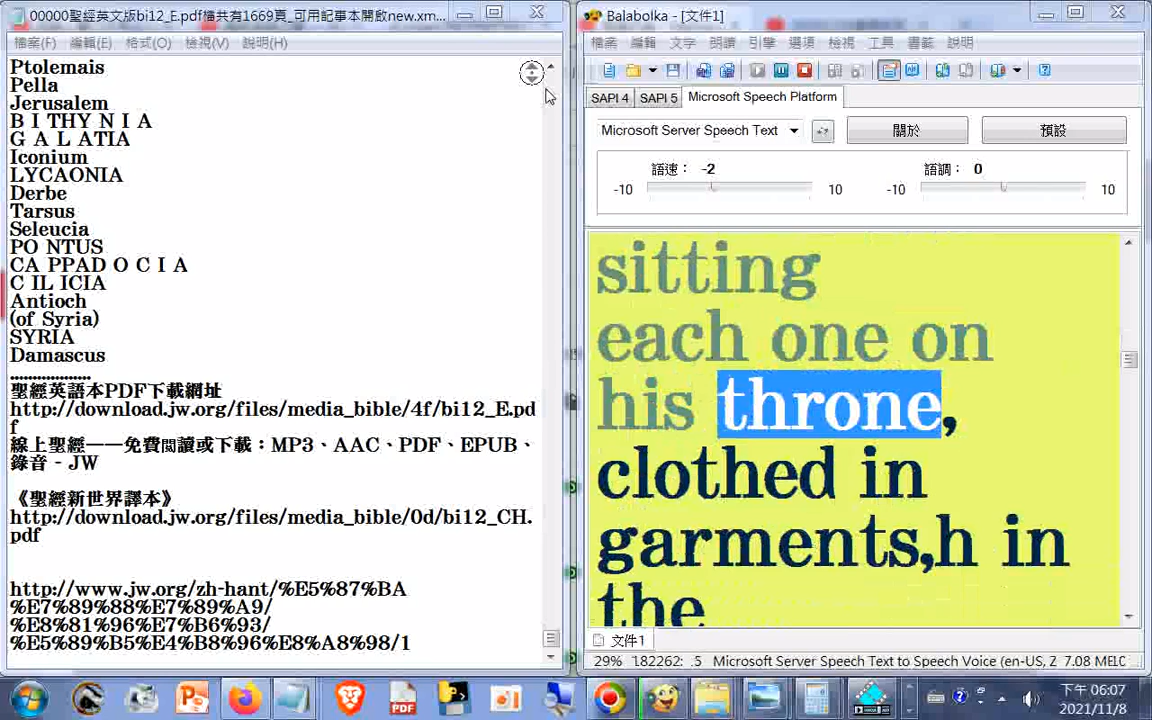 00000聖經英文版bi12_E.pdf檔共有1669頁_可用記事本開啟new.xm...
檔案(F) 編輯(E) 格式(O) 檢視(V) 說明(H)
Ptolemais
Pella
Jerusalem
B I THY N I A
G A L ATIA
Iconium
LYCAONIA
Derbe
Tarsus
Seleucia
PO NTUS
CA PPAD O C I A
C IL ICIA
Antioch
(of Syria)
SYRIA
Damascus
..................
聖經英語本PDF下載網址
http://download.jw.org/files/media_bible/4f/bi12_E.pd
f
線上聖經——免費閱讀或下載：MP3、AAC、PDF、EPUB、
錄音 - JW
《聖經新世界譯本》
http://download.jw.org/files/media_bible/0d/bi12_CH.
pdf
http://www.jw.org/zh-hant/%E5%87%BA
%E7%89%88%E7%89%A9/
%E8%81%96%E7%B6%93/
%E5%89%B5%E4%B8%96%E8%A8%98/1
Balabolka - [文件1]
檔案 編輯 文字 朗讀 引擎 選項 檢視 工具 書籤 說明
SAPI 4 SAPI 5 Microsoft Speech Platform
Microsoft Server Speech Text 關於 預設
語速： -2 語調： 0
-10 10 -10 10
sitting
each one on
his throne,
clothed in
garments,h in
the
文件1
29% Microsoft Server Speech Text to Speech Voice (en-US, Z 7.08 MELC
PDF
下午 06:07
2021/11/8